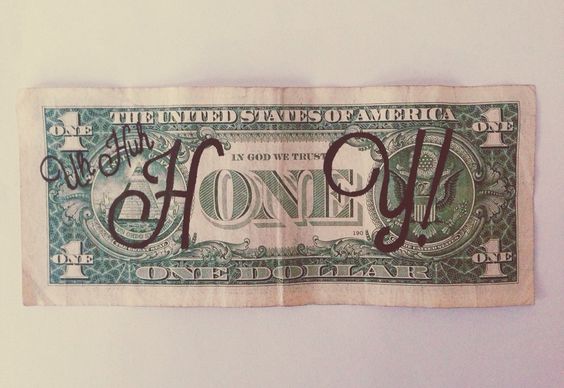 THE UNITED STATES OF AMERICA
1 ONE
1 ONE
Uh Huh
IN GOD WE TRUST
H ONE Y!
190
1 ONE
1 ONE
ONE DOLLAR